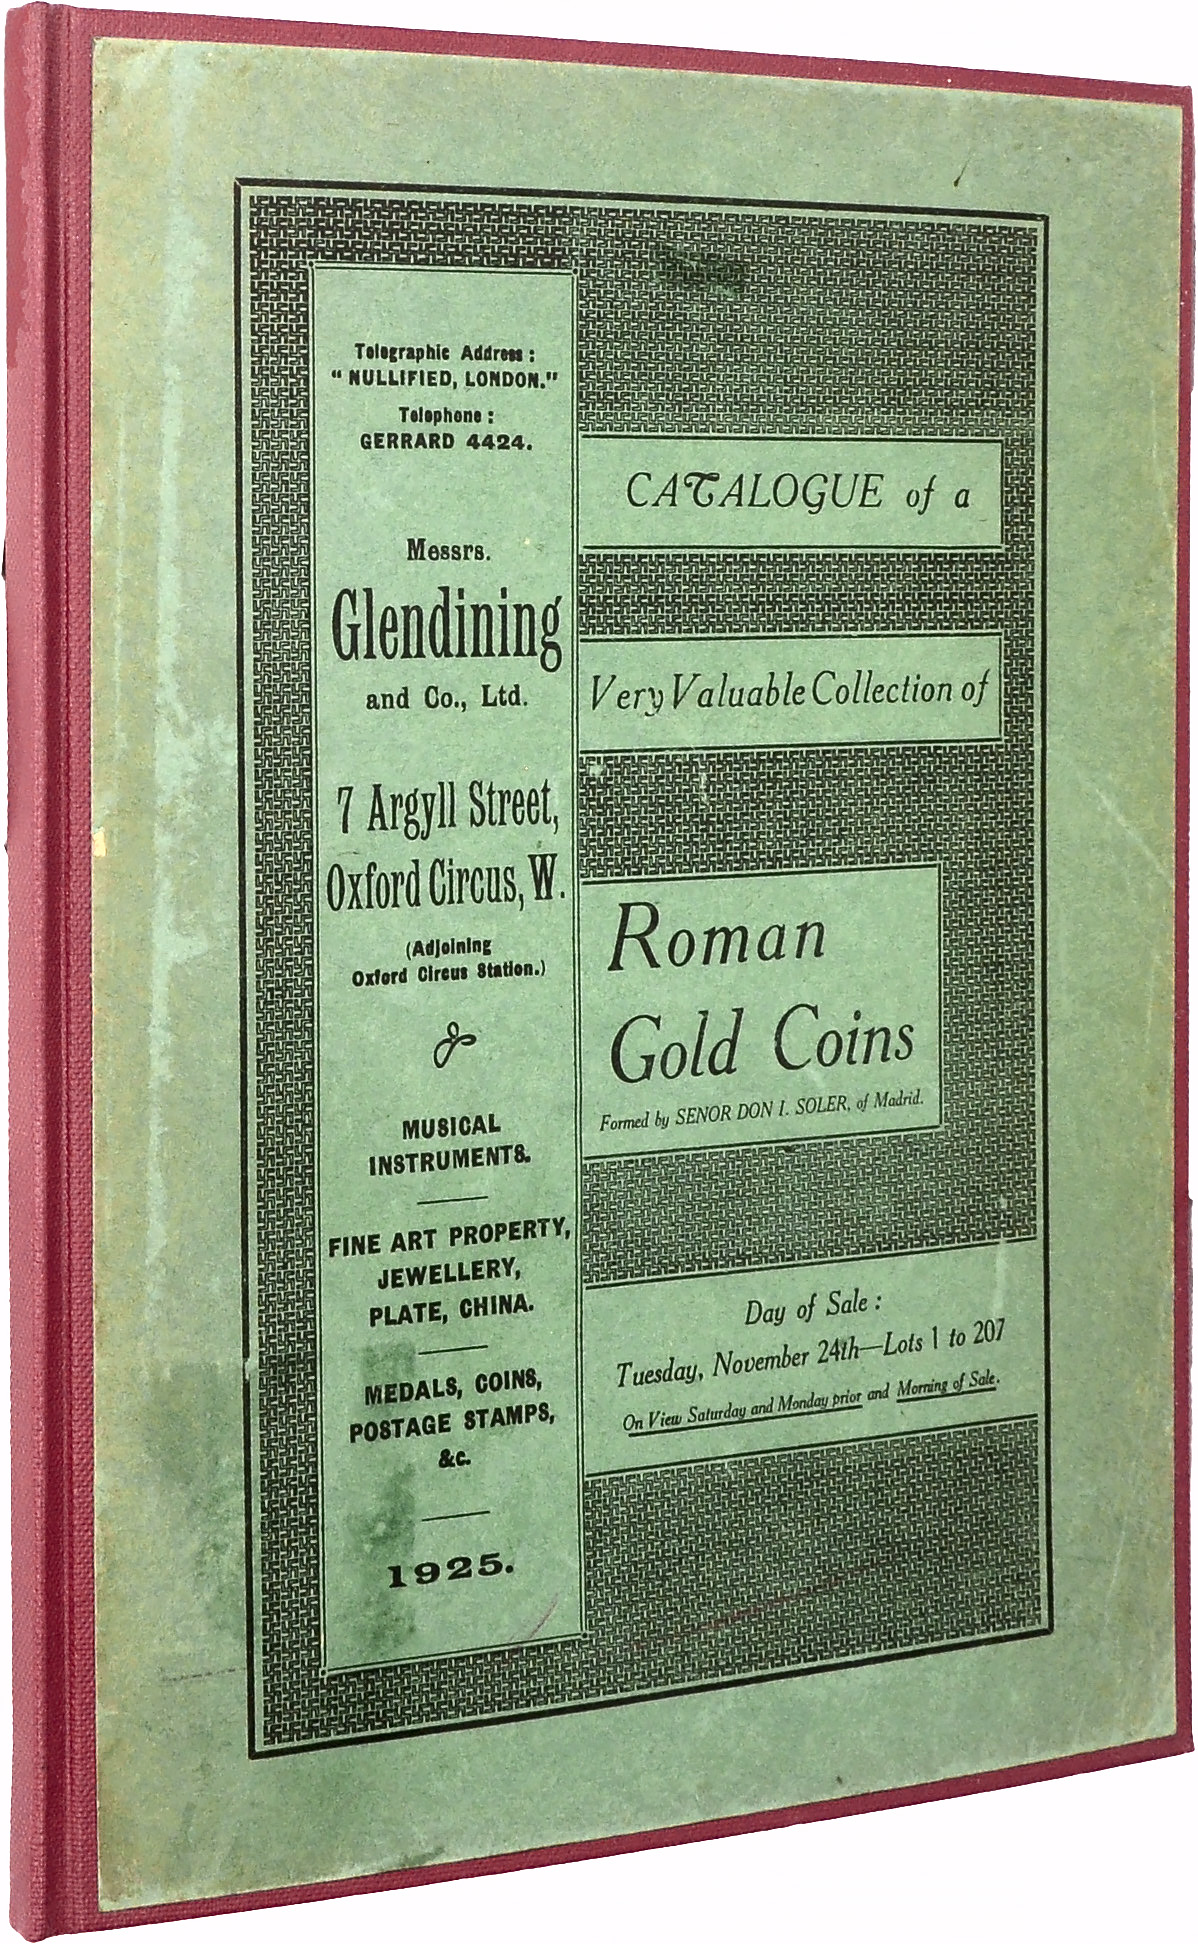 Telegraphic Address :
" NULLIFIED, LONDON."
Telephone :
GERRARD 4424.
Messrs.
Glendining
and Co., Ltd.
7 Argyll Street,
Oxford Circus, W.
(Adjoining
Oxford Circus Station.)
MUSICAL
INSTRUMENTS.
FINE ART PROPERTY,
JEWELLERY,
PLATE, CHINA.
MEDALS, COINS,
POSTAGE STAMPS,
&c.
1925.
CATALOGUE of a
Very Valuable Collection of
Roman
Gold Coins
Formed by SENOR DON I. SOLER, of Madrid.
Day of Sale :
Tuesday, November 24th—Lots 1 to 207
On View Saturday and Monday prior and Morning of Sale.